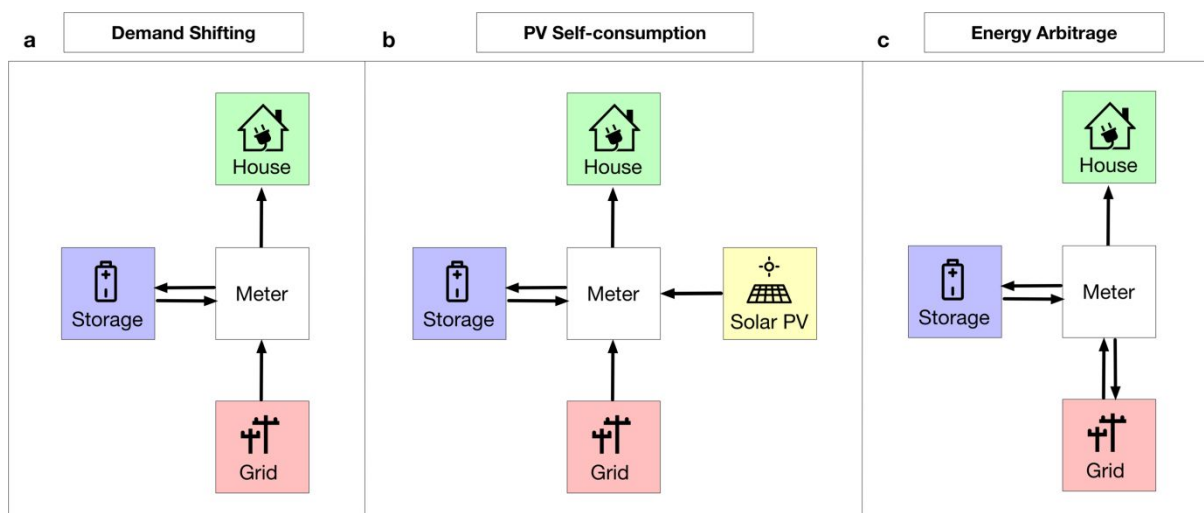 a
Demand Shifting
House
Storage
Meter
Grid
b
PV Self-consumption
House
Storage
Meter
Solar PV
Grid
c
Energy Arbitrage
House
Storage
Meter
Grid